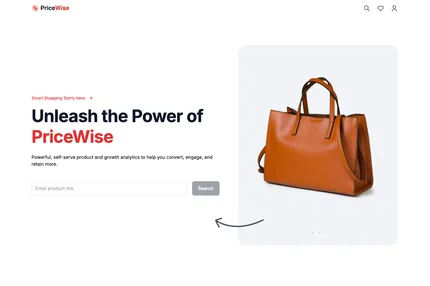 PriceWise
Smart Shopping Starts Here:
Unleash the Power of
PriceWise
Powerful, self-serve product and growth analytics to help you convert, engage, and
retain more.
Enter product link
Search